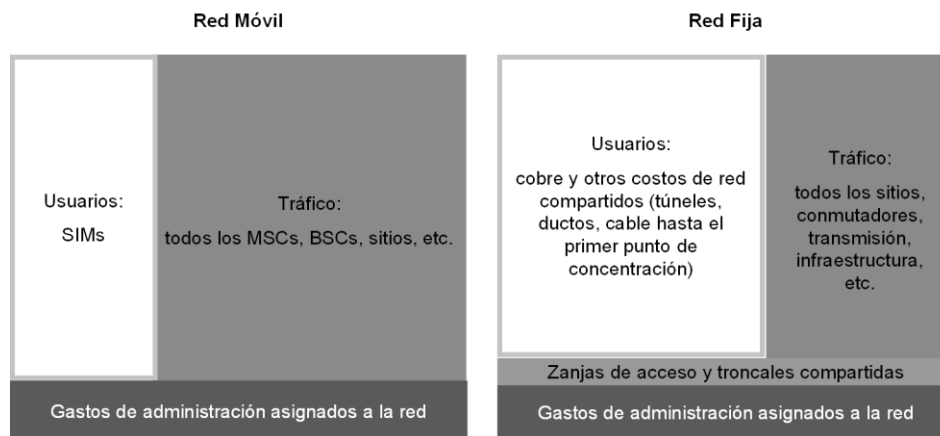 Red Móvil
Usuarios:
SIMs
Tráfico:
todos los MSCs, BSCs, sitios, etc.
Gastos de administración asignados a la red
Red Fija
Usuarios:
cobre y otros costos de red
compartidos (túneles,
ductos, cable hasta el
primer punto de
concentración)
Tráfico:
todos los sitios,
conmutadores,
transmisión,
infraestructura,
etc.
Zanjas de acceso y troncales compartidas
Gastos de administración asignados a la red